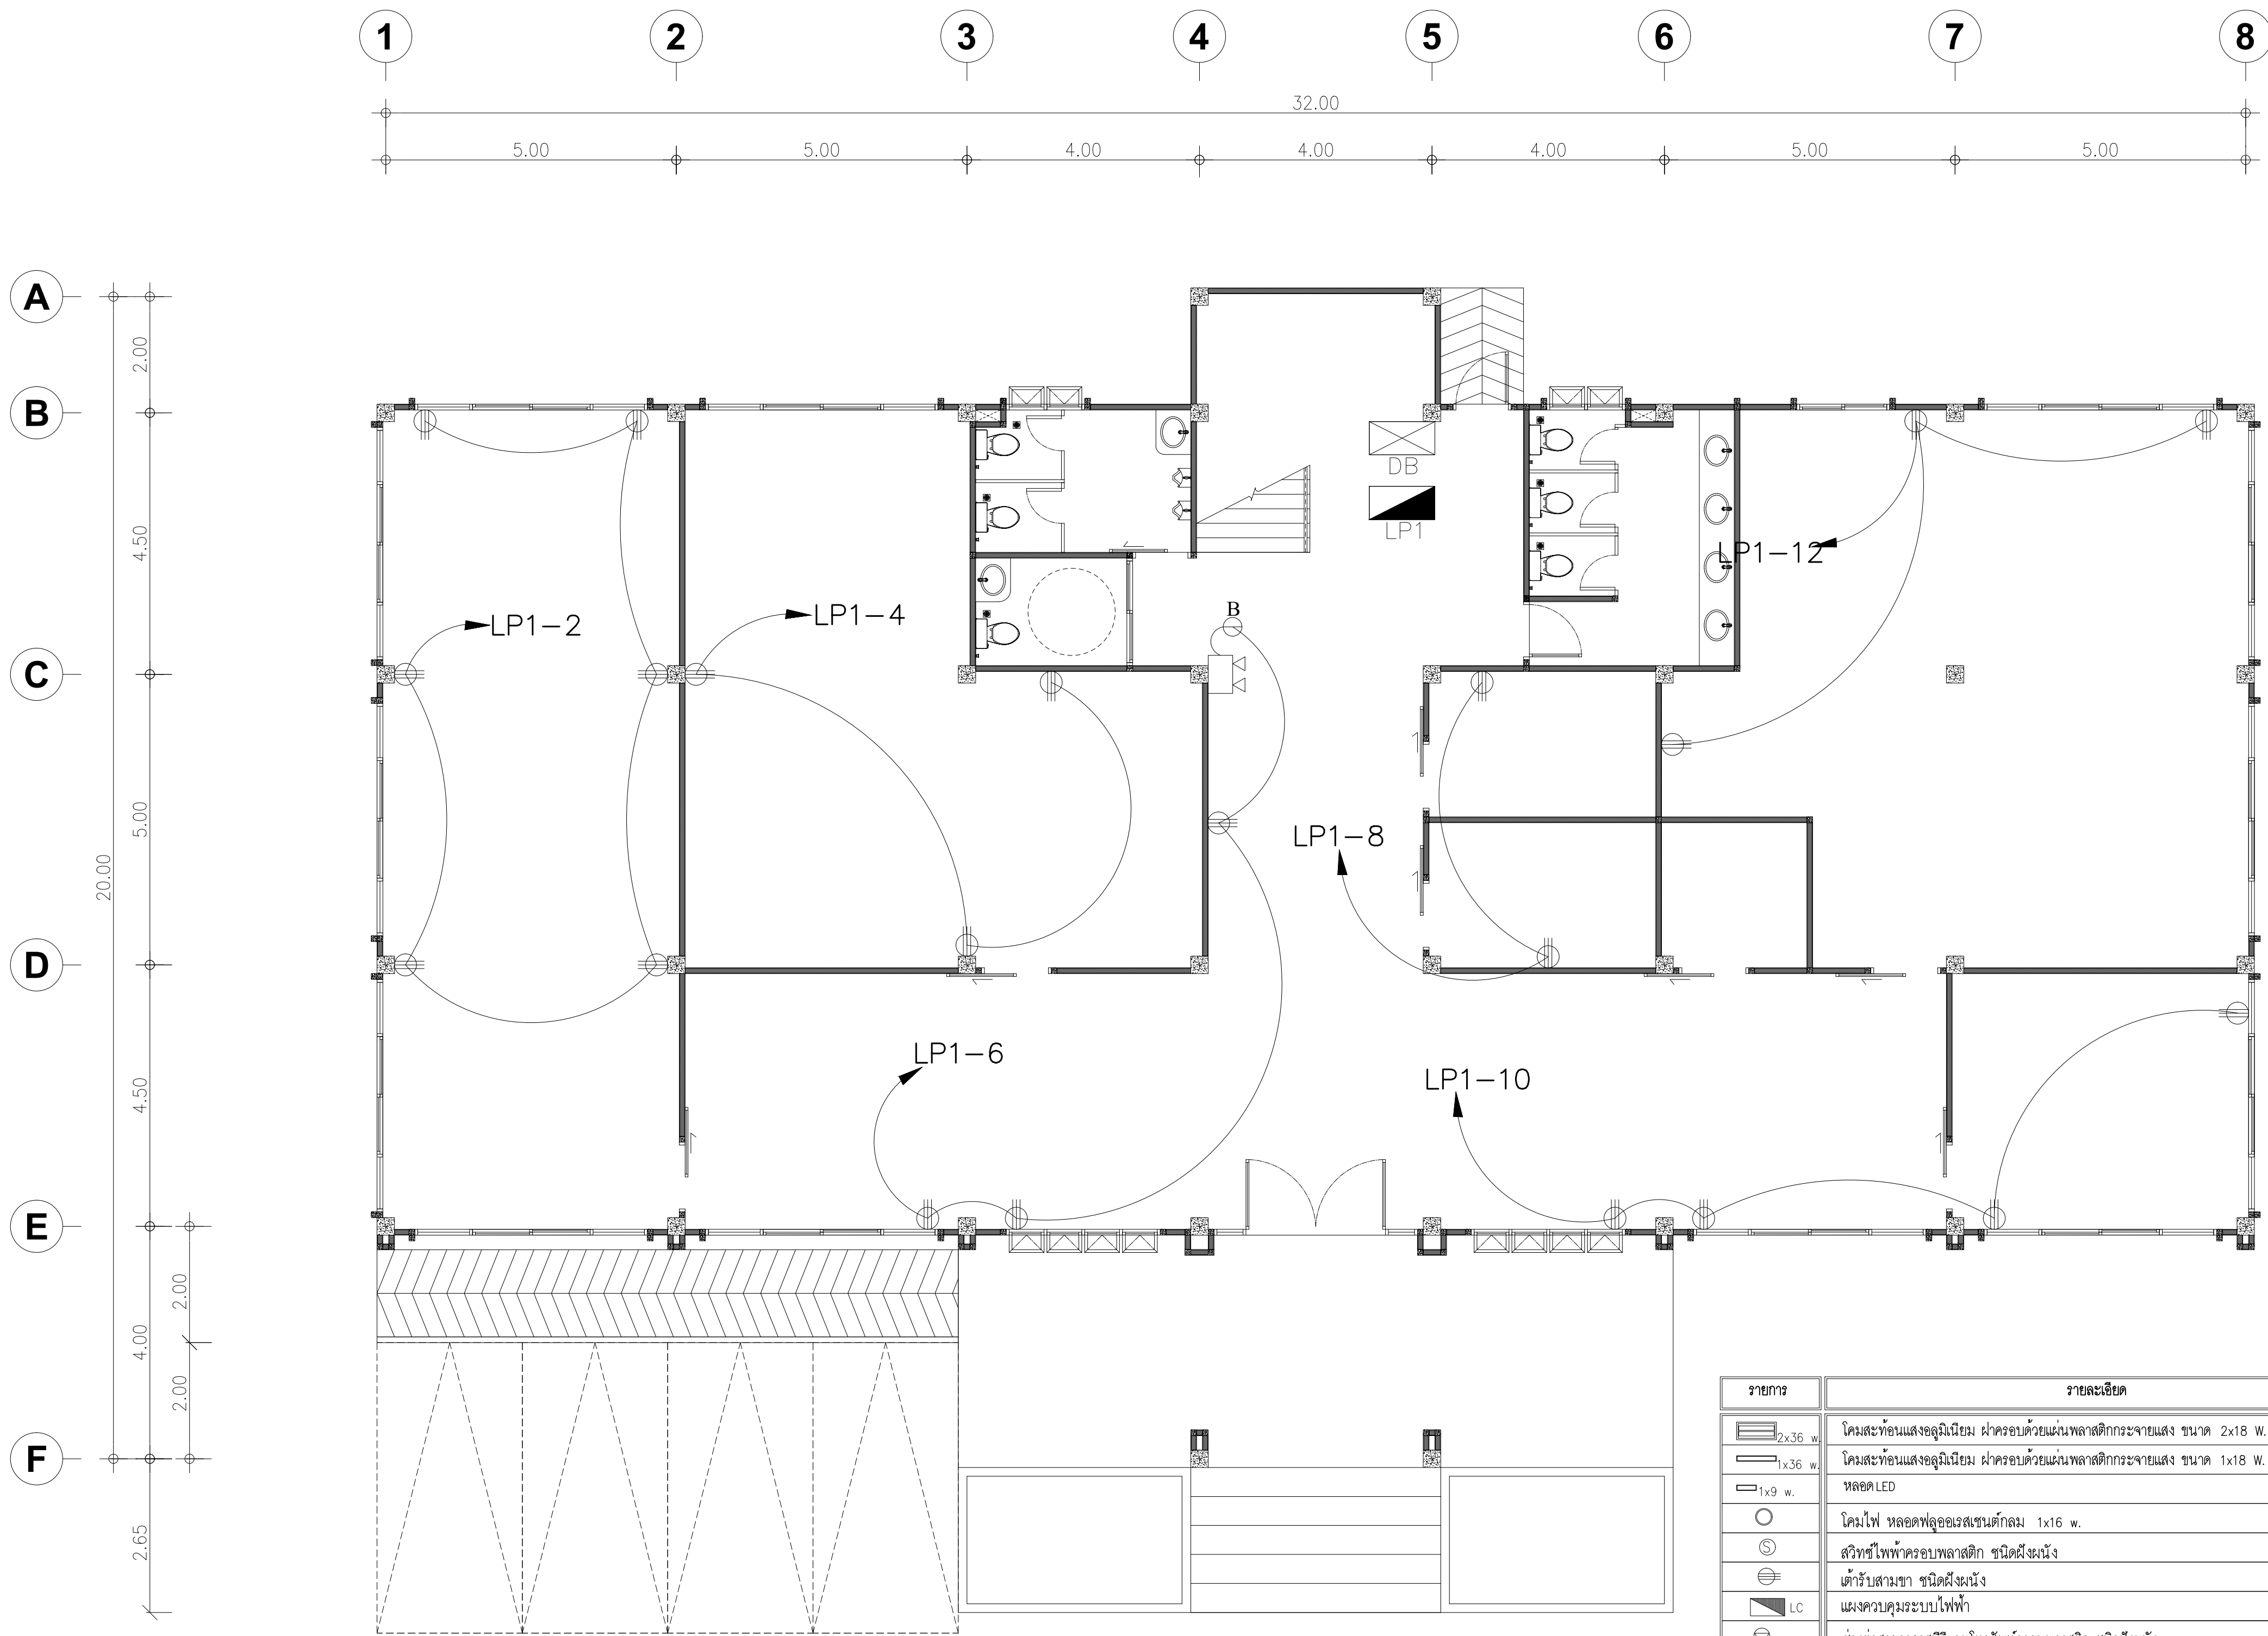 1 2 3 4 5 6 7 8
32.00
5.00 5.00 4.00 4.00 4.00 5.00 5.00
A
2.00
B
DB
LP1
4.50
LP1-12
B
LP1-2
LP1-4
C
5.00
LP1-8
20.00
D
LP1-6
LP1-10
4.50
E
2.00
4.00
2.00
F
2.65
รายการ รายละเอียด
2x36 w. โคมสะท้อนแสงอลูมิเนียม ฝาครอบด้วยแผ่นพลาสติกกระจายแสง ขนาด 2x18 W.
1x36 w. โคมสะท้อนแสงอลูมิเนียม ฝาครอบด้วยแผ่นพลาสติกกระจายแสง ขนาด 1x18 W.
1x9 w. หลอด LED
โคมไฟ หลอดฟลูออเรสเซนต์กลม 1x16 w.
S สวิทซ์ไฟฟ้าครอบพลาสติก ชนิดฝังผนัง
เต้ารับสามขา ชนิดฝังผนัง
LC แผงควบคุมระบบไฟฟ้า